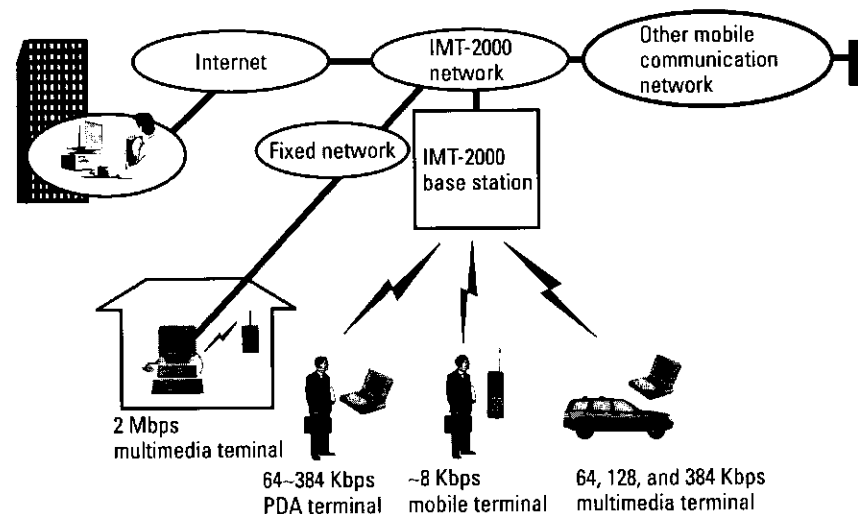 Internet
IMT-2000
network
Other mobile
communication
network
Fixed network
IMT-2000
base station
2 Mbps
multimedia teminal
64~384 Kbps
PDA terminal
~8 Kbps
mobile terminal
64, 128, and 384 Kbps
multimedia terminal